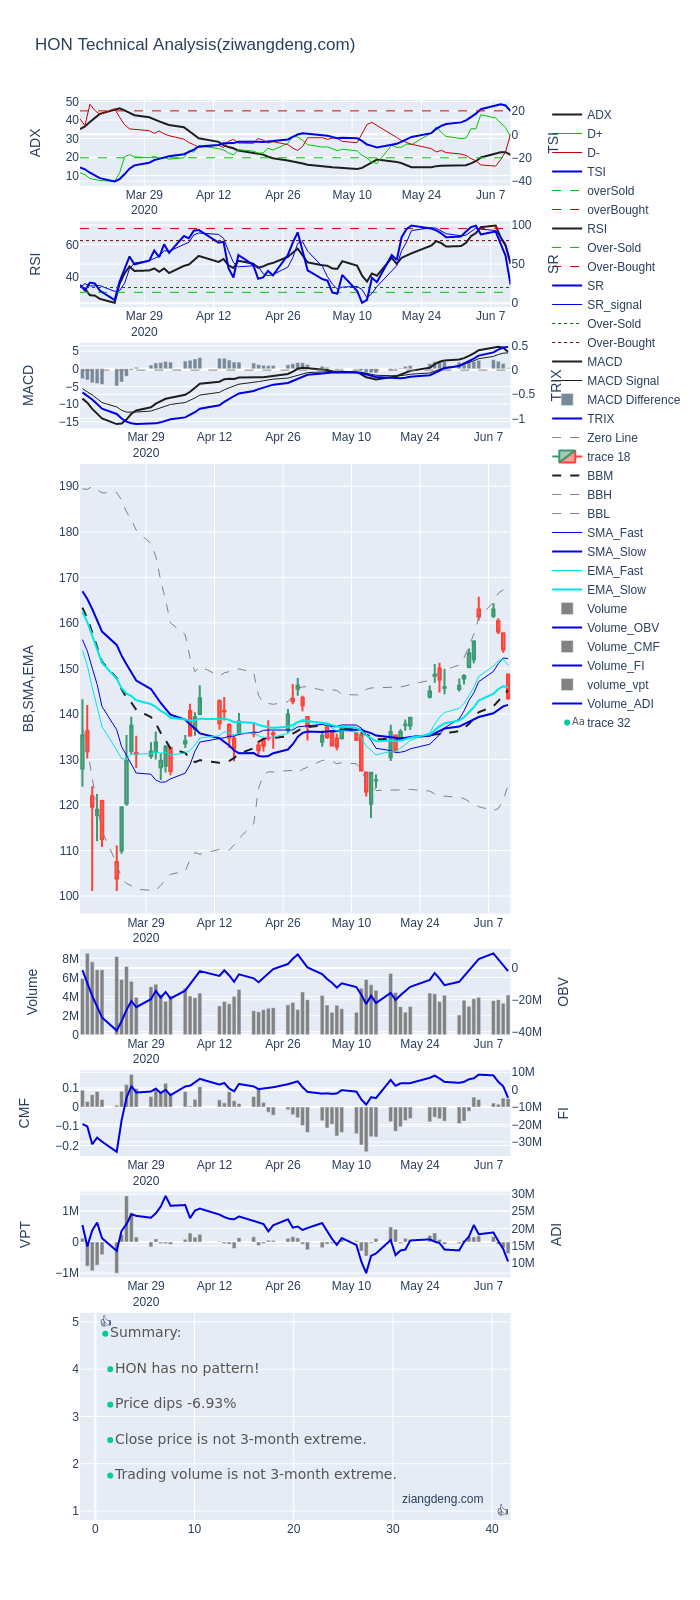 HON Technical Analysis(ziwangdeng.com)
ADX
50
40
30
20
10
20
0
−20
−40
TSI
Mar 29
2020
Apr 12
Apr 26
May 10
May 24
Jun 7
RSI
60
40
100
50
0
SR
Mar 29
2020
Apr 12
Apr 26
May 10
May 24
Jun 7
MACD
5
0
−5
−10
−15
0.5
0
−0.5
−1
TRIX
Mar 29
2020
Apr 12
Apr 26
May 10
May 24
Jun 7
BB,SMA,EMA
190
180
170
160
150
140
130
120
110
100
Mar 29
2020
Apr 12
Apr 26
May 10
May 24
Jun 7
Volume
8M
6M
4M
2M
0
0
−20M
−40M
OBV
Mar 29
2020
Apr 12
Apr 26
May 10
May 24
Jun 7
CMF
0.1
0
−0.1
−0.2
10M
0
−10M
−20M
−30M
FI
Mar 29
2020
Apr 12
Apr 26
May 10
May 24
Jun 7
VPT
1M
0
−1M
30M
25M
20M
15M
10M
ADI
Mar 29
2020
Apr 12
Apr 26
May 10
May 24
Jun 7
5
4
3
2
1
Summary:
HON has no pattern!
Price dips -6.93%
Close price is not 3-month extreme.
Trading volume is not 3-month extreme.
ziangdeng.com
0
10
20
30
40
ADX
D+
D-
TSI
overSold
overBought
RSI
Over-Sold
Over-Bought
SR
SR_signal
Over-Sold
Over-Bought
MACD
MACD Signal
MACD Difference
TRIX
Zero Line
trace 18
BBM
BBH
BBL
SMA_Fast
SMA_Slow
EMA_Fast
EMA_Slow
Volume
Volume_OBV
Volume_CMF
Volume_FI
volume_vpt
Volume_ADI
Aa trace 32